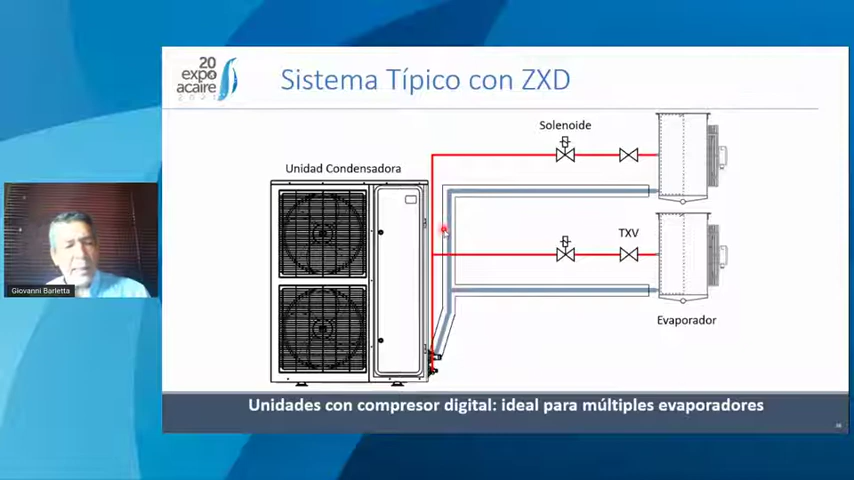 20
expo
acaire
2021
Sistema Típico con ZXD
Solenoide
Unidad Condensadora
TXV
Evaporador
Giovanni Barletta
Unidades con compresor digital: ideal para múltiples evaporadores